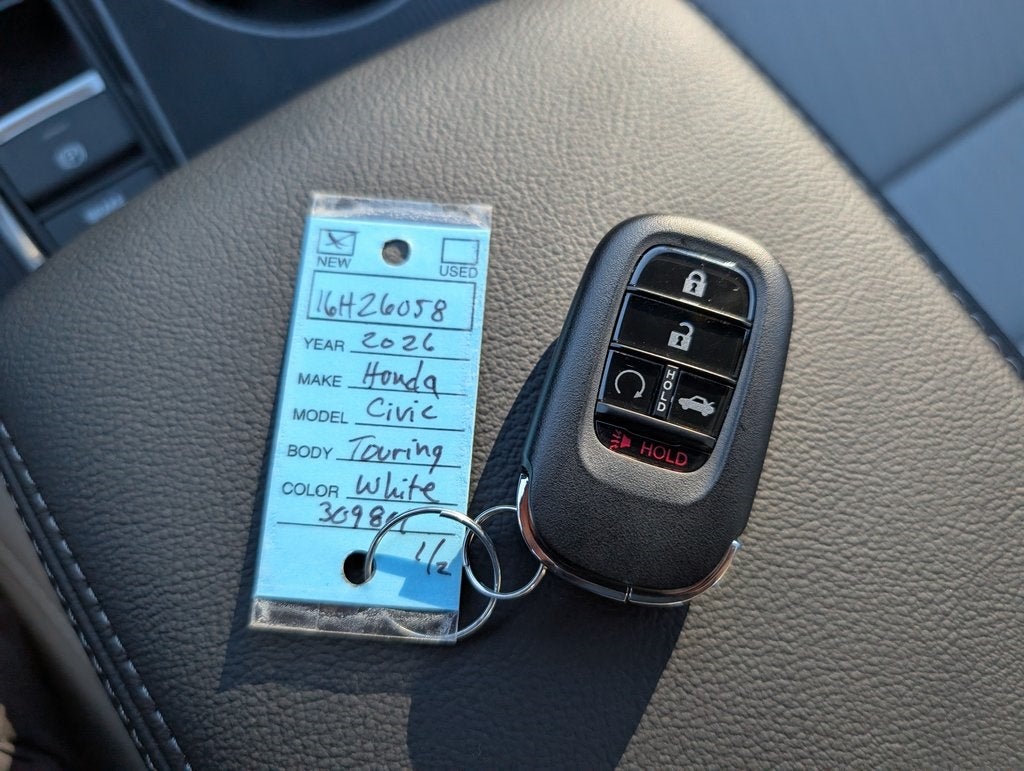 NEW
USED
16H26058
YEAR 2026
MAKE Honda
MODEL Civic
BODY Touring
COLOR White
1/2
HOLD
HOLD